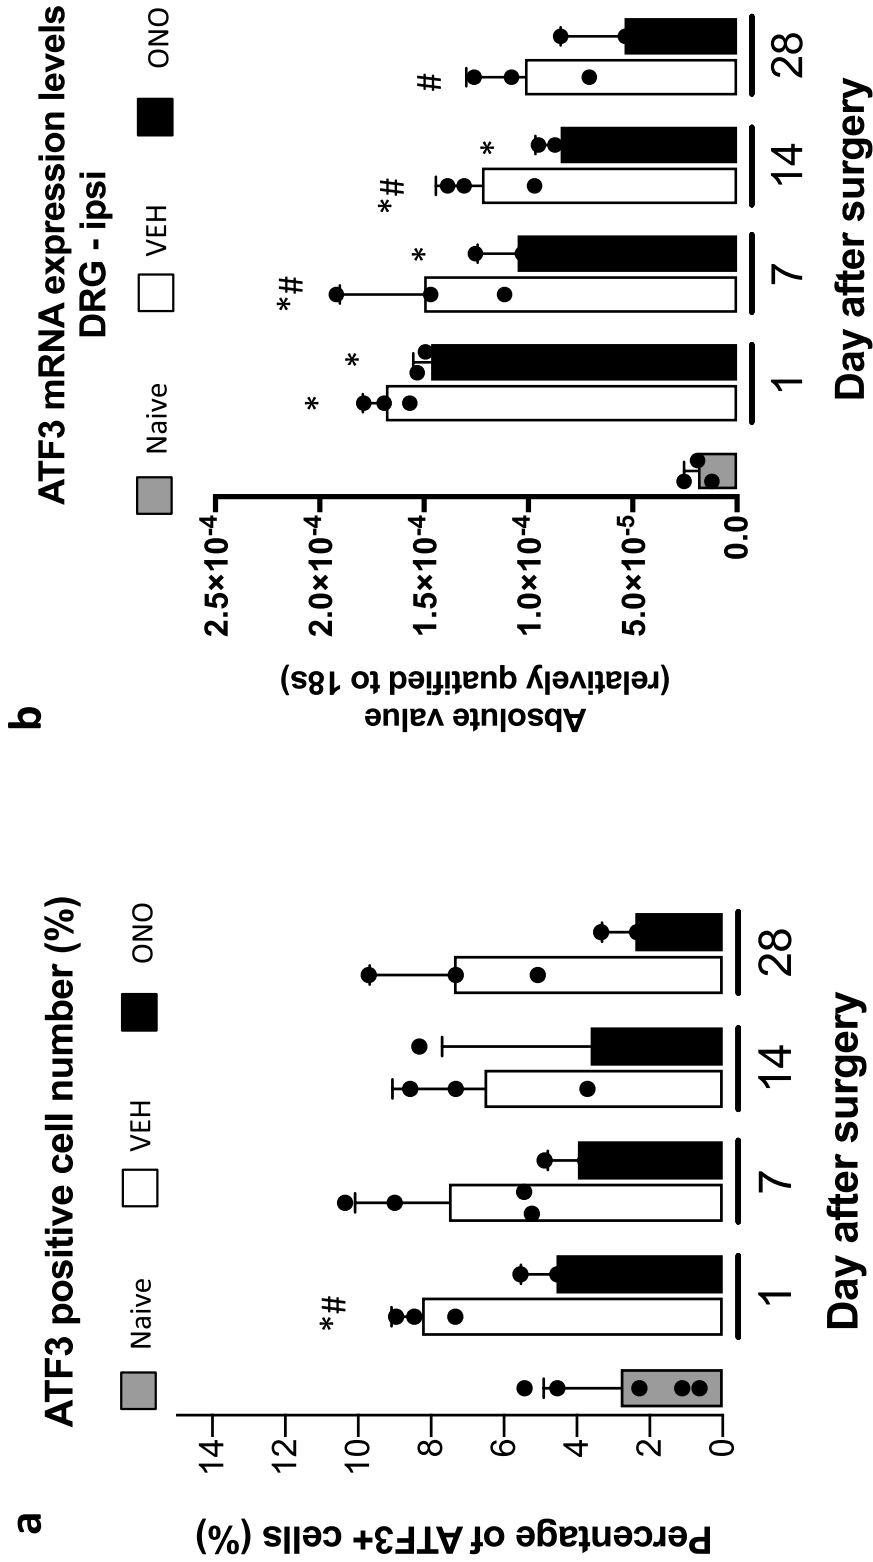 a
ATF3 positive cell number (%)
Naive
VEH
ONO
Percentage of ATF3+ cells (%)
14
12
10
8
6
4
2
0
*#
1
7
14
28
Day after surgery
b
ATF3 mRNA expression levels
DRG - ipsi
Naive
VEH
ONO
Absolute value
(relatively quatified to 18s)
2.5×10-4
2.0×10-4
1.5×10-4
1.0×10-4
5.0×10-5
0.0
*
*
*#
*
*#
*
#
1
7
14
28
Day after surgery